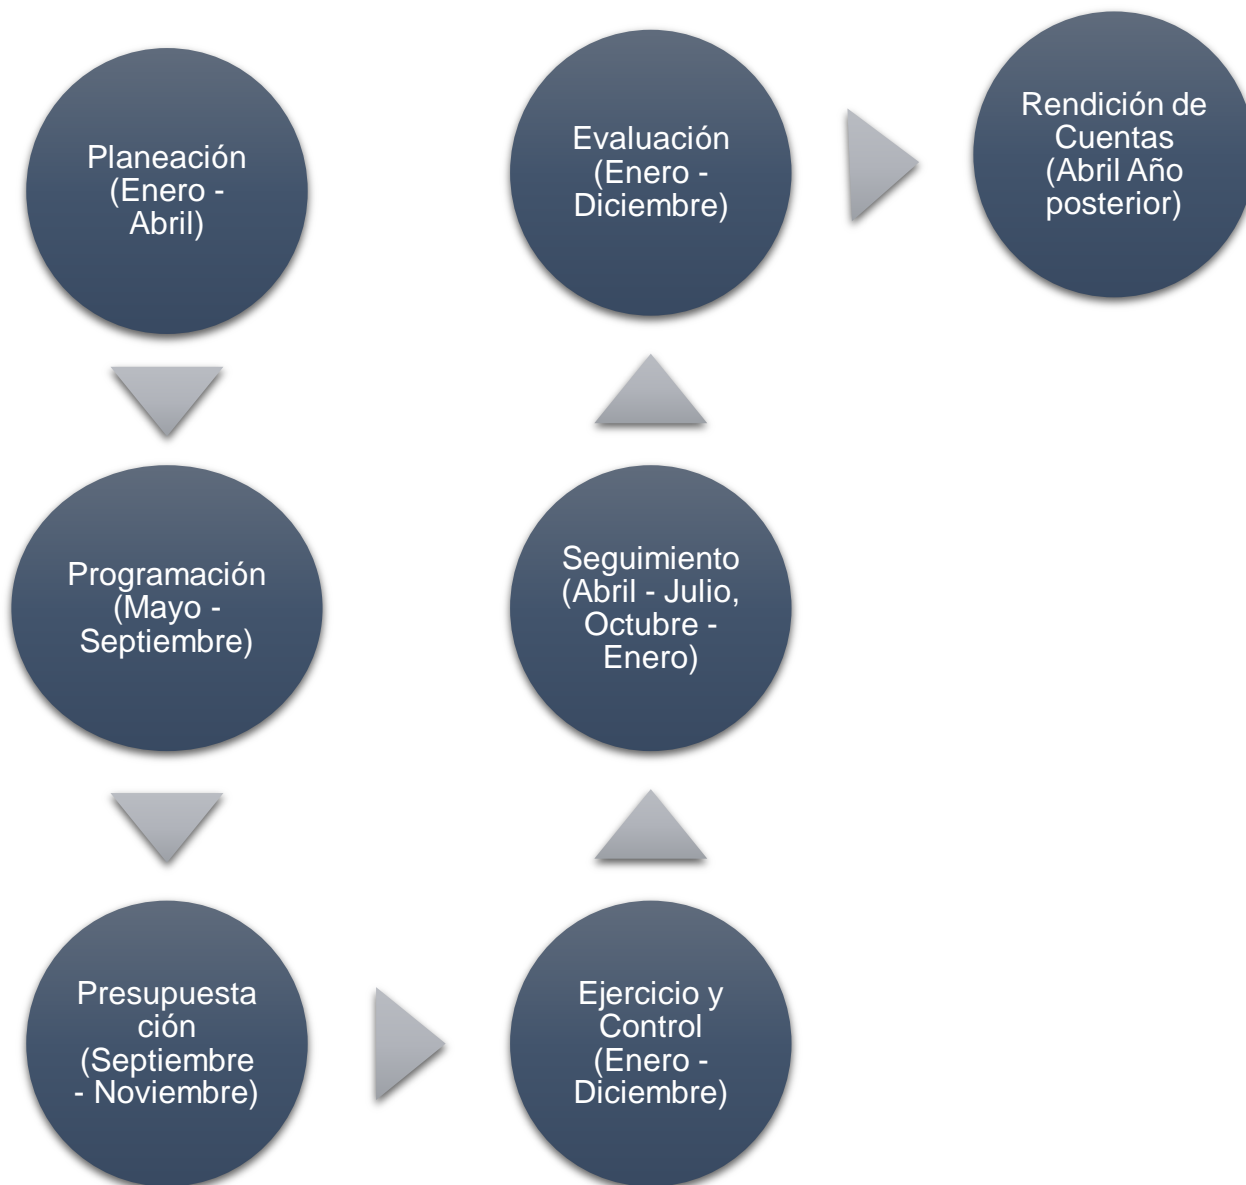 Planeación
(Enero -
Abril)
Programación
(Mayo -
Septiembre)
Presupuesta
ción
(Septiembre
- Noviembre)
Ejercicio y
Control
(Enero -
Diciembre)
Seguimiento
(Abril - Julio,
Octubre -
Enero)
Evaluación
(Enero -
Diciembre)
Rendición de
Cuentas
(Abril Año
posterior)